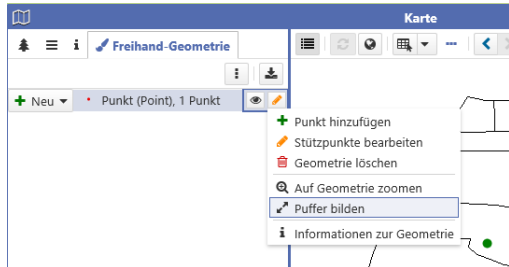 Karte
i Freihand-Geometrie
Neu Punkt (Point), 1 Punkt
Punkt hinzufügen
Stützpunkte bearbeiten
Geometrie löschen
Auf Geometrie zoomen
Puffer bilden
i Informationen zur Geometrie